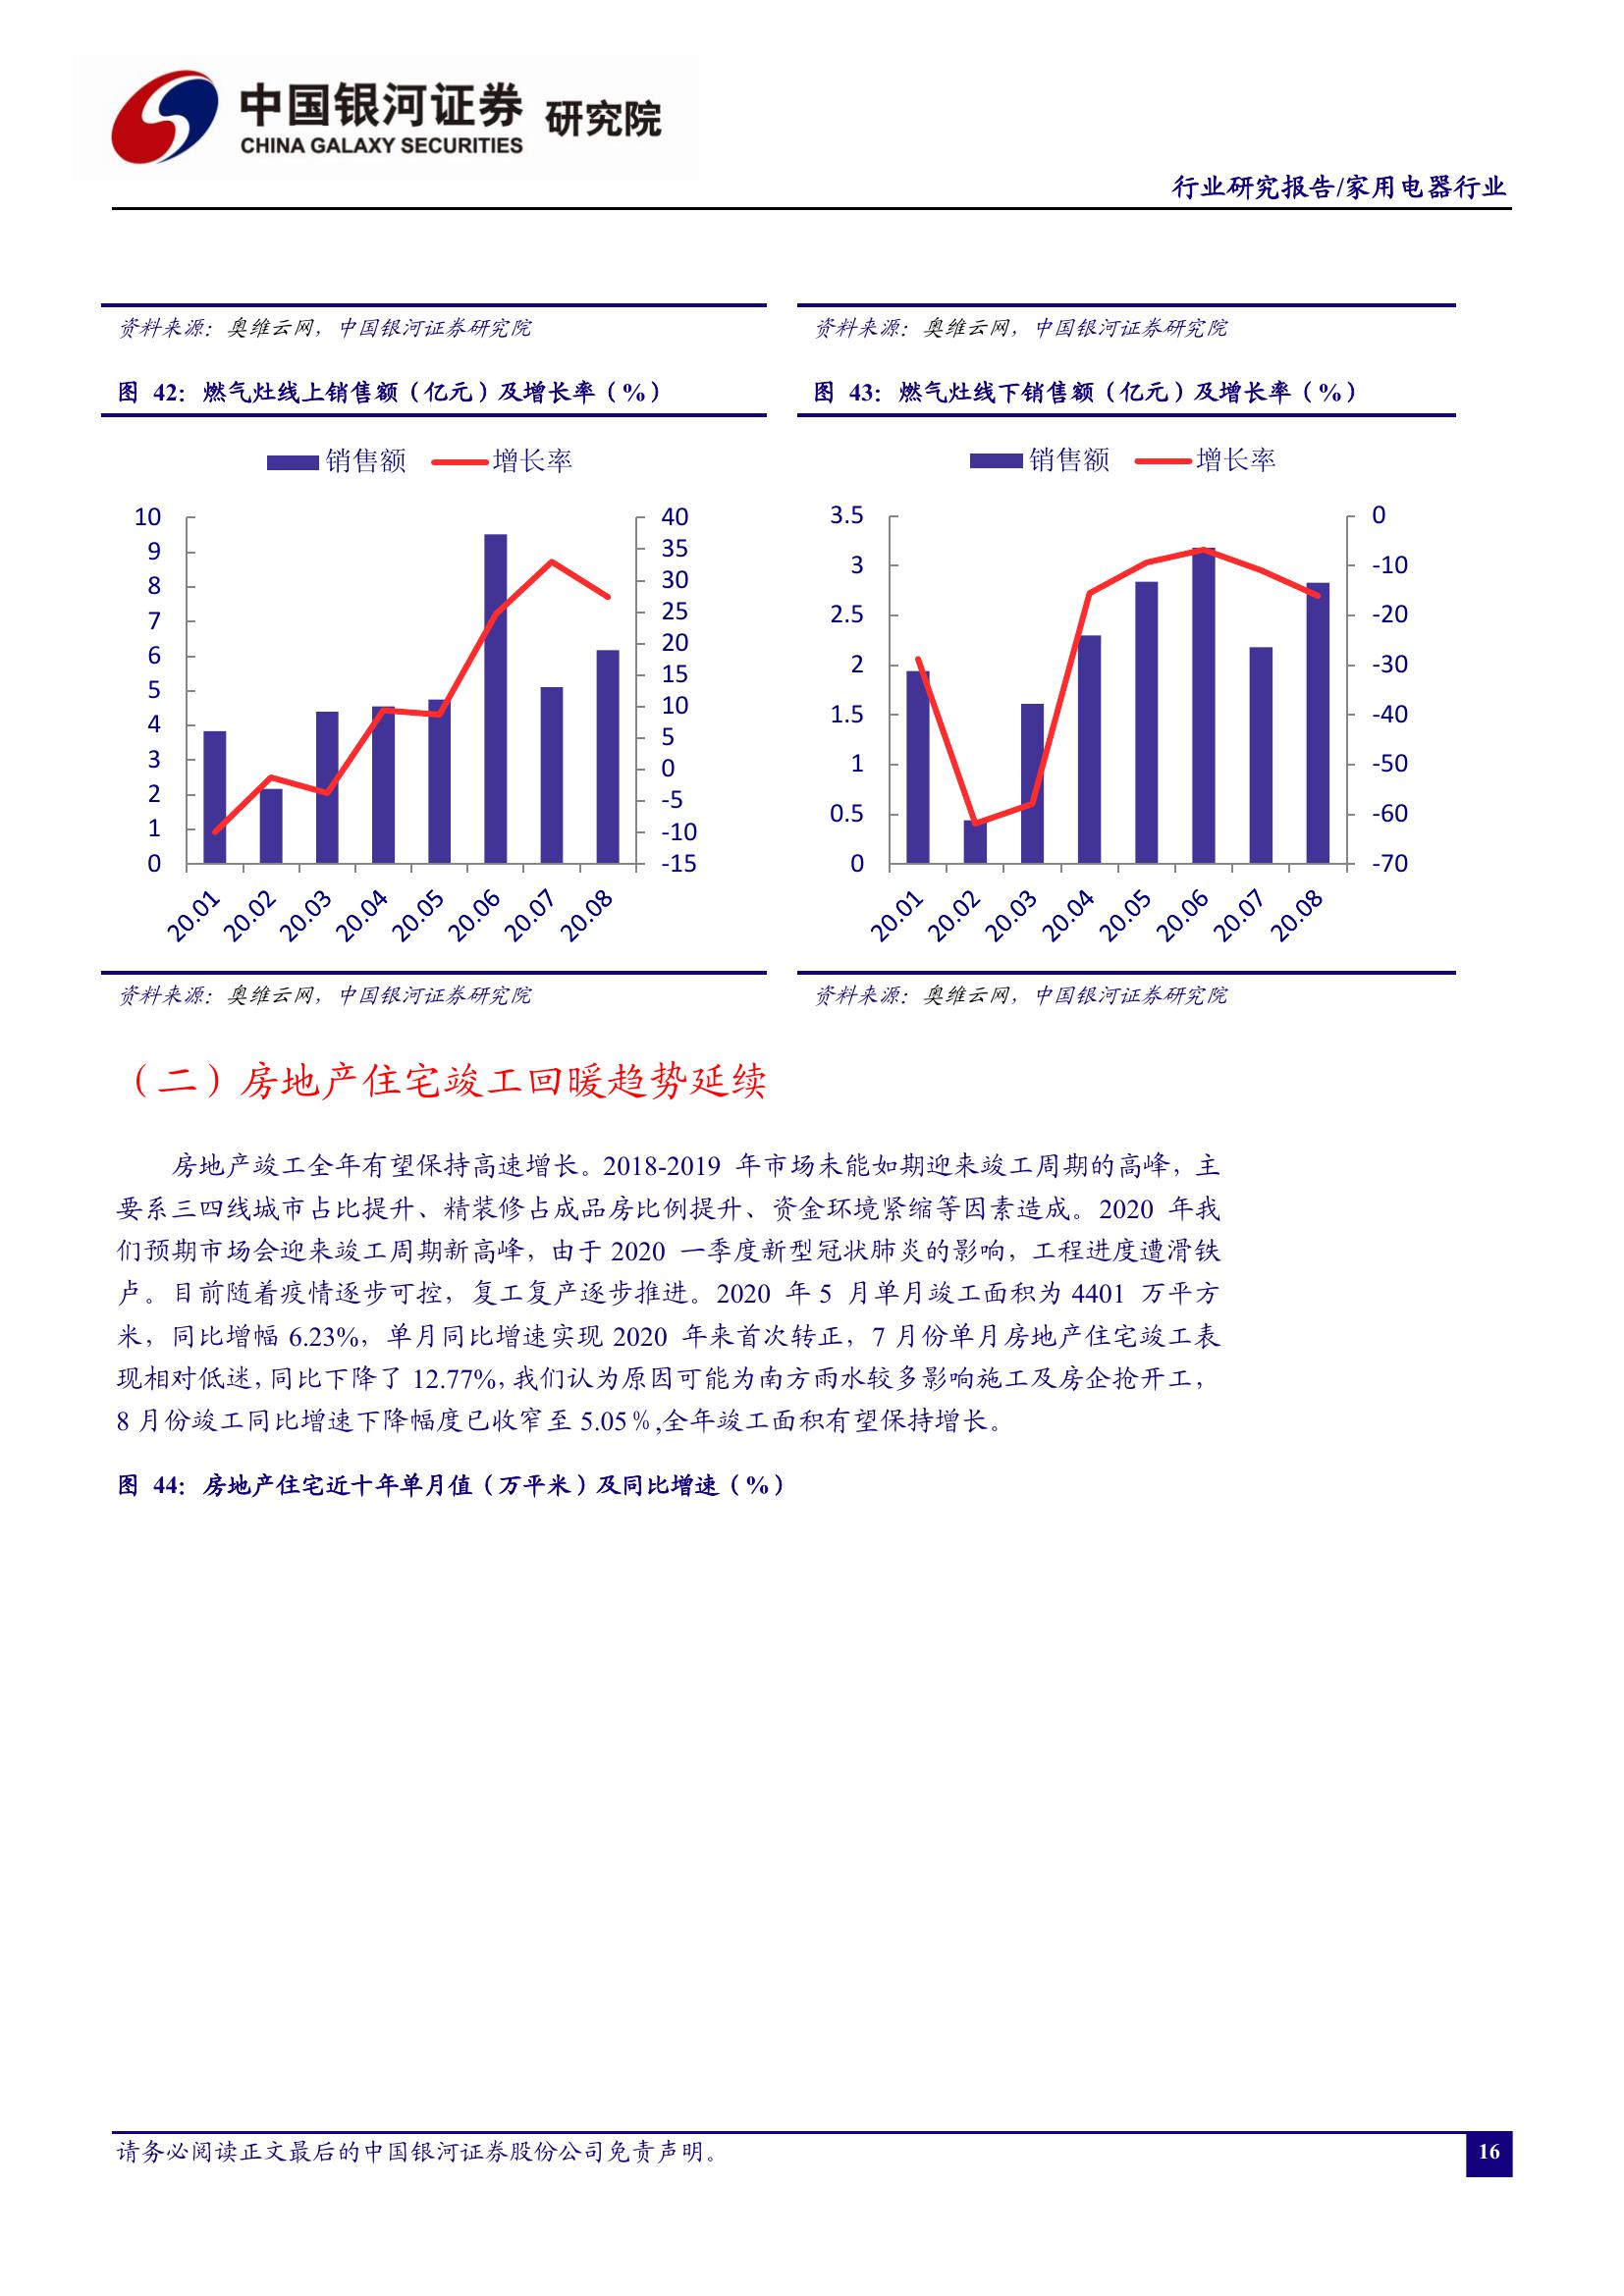 中国银河证券 研究院
CHINA GALAXY SECURITIES
行业研究报告/家用电器行业
资料来源：奥维云网，中国银河证券研究院
资料来源：奥维云网，中国银河证券研究院
图 42：燃气灶线上销售额（亿元）及增长率（%）
图 43：燃气灶线下销售额（亿元）及增长率（%）
销售额 增长率
10
9
8
7
6
5
4
3
2
1
0
40
35
30
25
20
15
10
5
0
-5
-10
-15
20.01 20.02 20.03 20.04 20.05 20.06 20.07 20.08
销售额 增长率
3.5
3
2.5
2
1.5
1
0.5
0
0
-10
-20
-30
-40
-50
-60
-70
20.01 20.02 20.03 20.04 20.05 20.06 20.07 20.08
资料来源：奥维云网，中国银河证券研究院
资料来源：奥维云网，中国银河证券研究院
（二）房地产住宅竣工回暖趋势延续
房地产竣工全年有望保持高速增长。2018-2019 年市场未能如期迎来竣工周期的高峰，主
要系三四线城市占比提升、精装修占成品房比例提升、资金环境紧缩等因素造成。2020 年我
们预期市场会迎来竣工周期新高峰，由于 2020 一季度新型冠状肺炎的影响，工程进度遭滑铁
卢。目前随着疫情逐步可控，复工复产逐步推进。2020 年 5 月单月竣工面积为 4401 万平方
米，同比增幅 6.23%，单月同比增速实现 2020 年来首次转正，7 月份单月房地产住宅竣工表
现相对低迷，同比下降了 12.77%，我们认为原因可能为南方雨水较多影响施工及房企抢开工，
8 月份竣工同比增速下降幅度已收窄至 5.05％,全年竣工面积有望保持增长。
图 44：房地产住宅近十年单月值（万平米）及同比增速（%）
请务必阅读正文最后的中国银河证券股份公司免责声明。
16